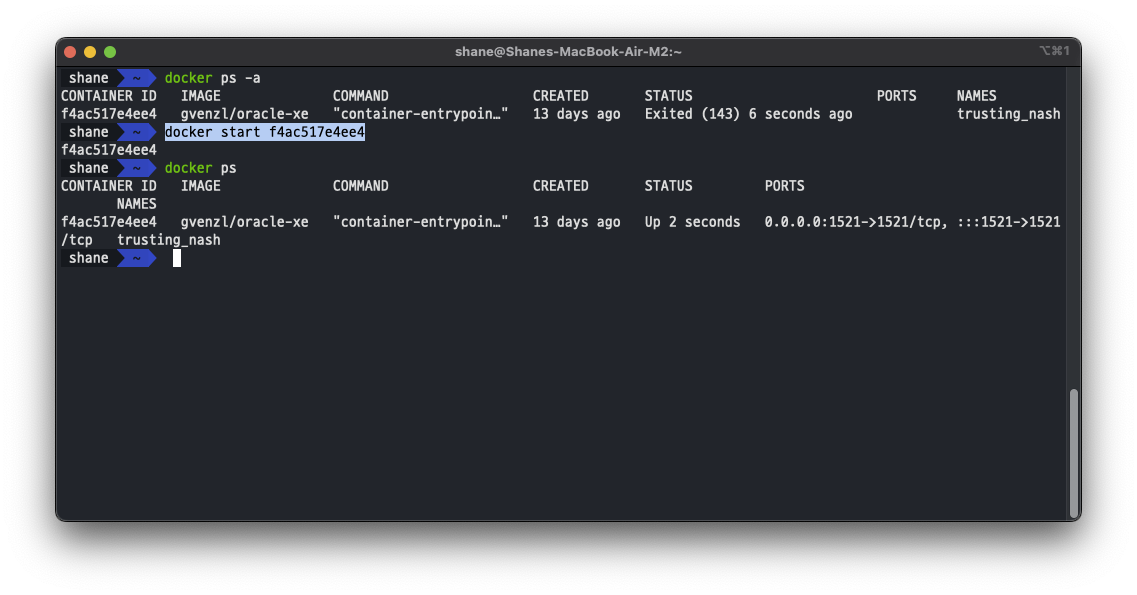 shane@Shanes-MacBook-Air-M2:~
⌥⌘1
shane ~ docker ps -a
CONTAINER ID   IMAGE              COMMAND                  CREATED       STATUS                       PORTS     NAMES
f4ac517e4ee4   gvenzl/oracle-xe   "container-entrypoin…"   13 days ago   Exited (143) 6 seconds ago             trusting_nash
shane ~ docker start f4ac517e4ee4
f4ac517e4ee4
shane ~ docker ps
CONTAINER ID   IMAGE              COMMAND                  CREATED       STATUS         PORTS
NAMES
f4ac517e4ee4   gvenzl/oracle-xe   "container-entrypoin…"   13 days ago   Up 2 seconds   0.0.0.0:1521->1521/tcp, :::1521->1521
/tcp   trusting_nash
shane ~